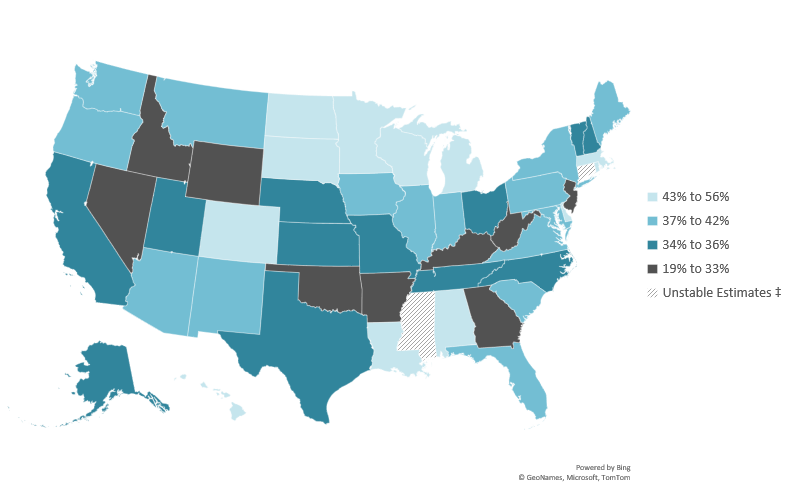 43% to 56%
37% to 42%
34% to 36%
19% to 33%
Unstable Estimates ‡
Powered by Bing
© GeoNames, Microsoft, TomTom